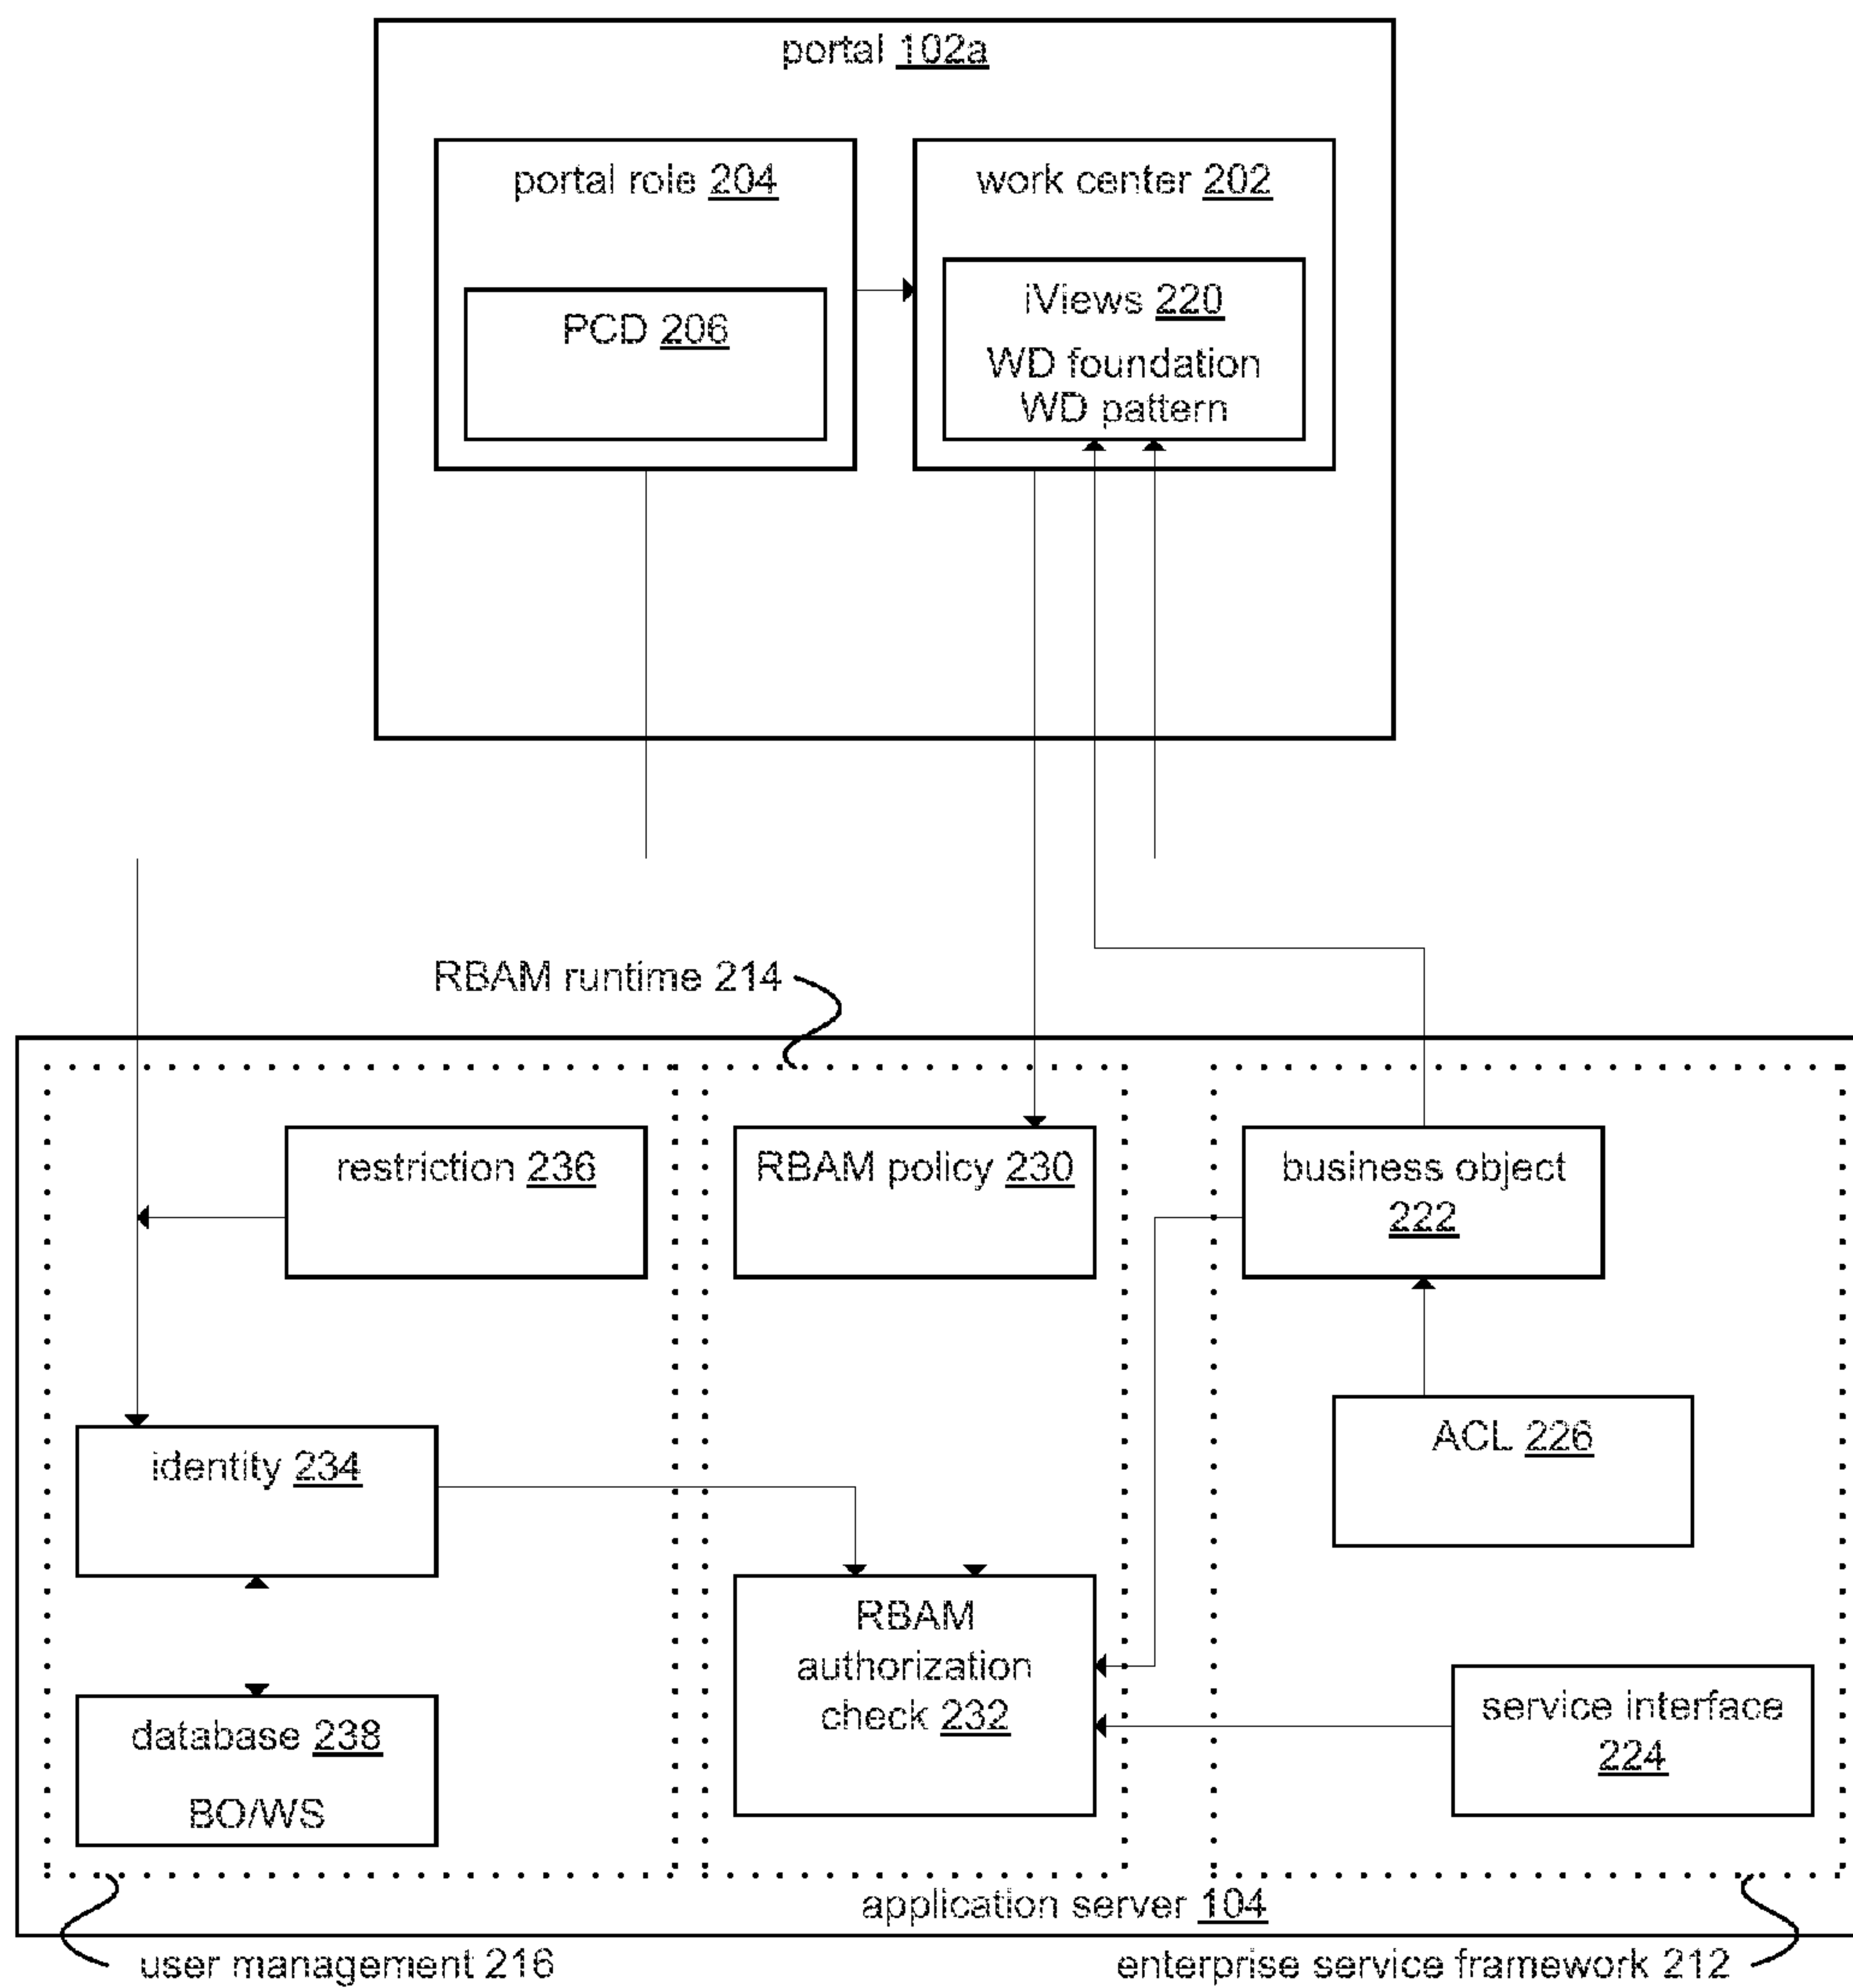 portal 102a
portal role 204
PCD 206
work center 202
iViews 220
WD foundation
WD pattern
RBAM runtime 214
restriction 236
RBAM policy 230
business object
222
identity 234
ACL 226
RBAM
authorization
check 232
database 238
BO/WS
service interface
224
application server 104
user management 216
enterprise service framework 212